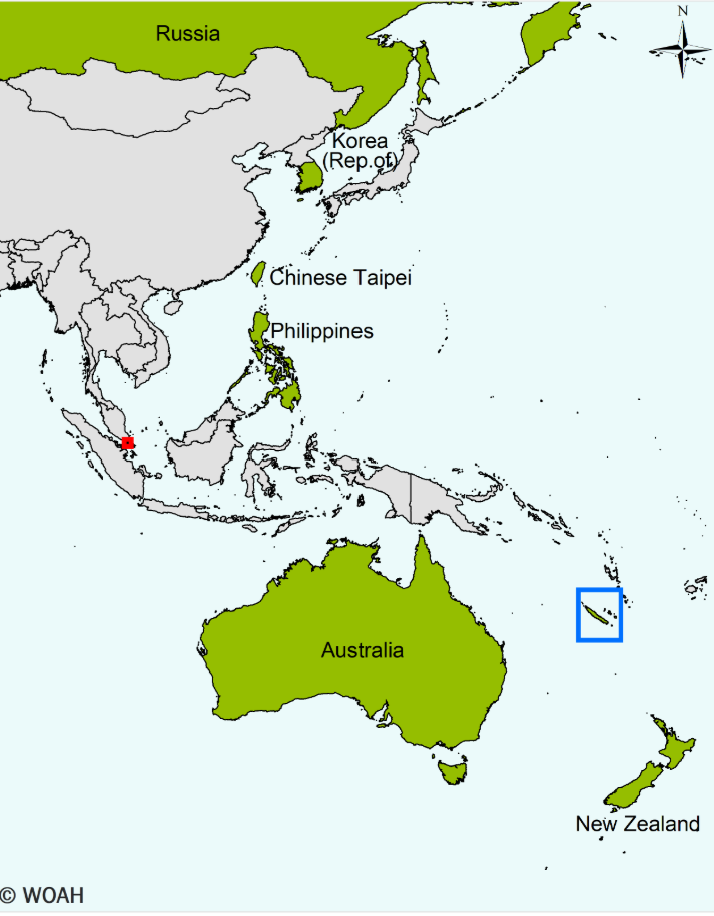 N
Russia
Korea
(Rep.of)
Chinese Taipei
Philippines
Australia
New Zealand
© WOAH